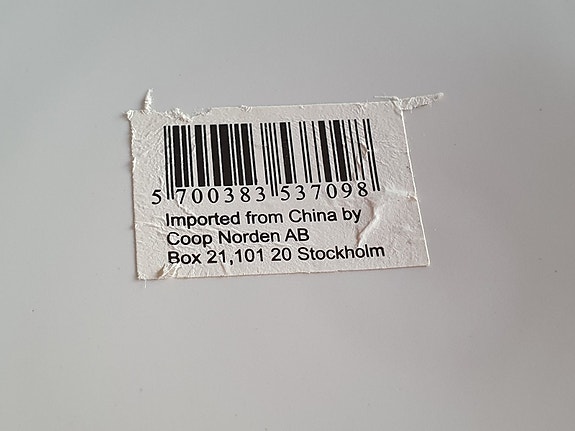 5 700383 537098
Imported from China by
Coop Norden AB
Box 21,101 20 Stockholm